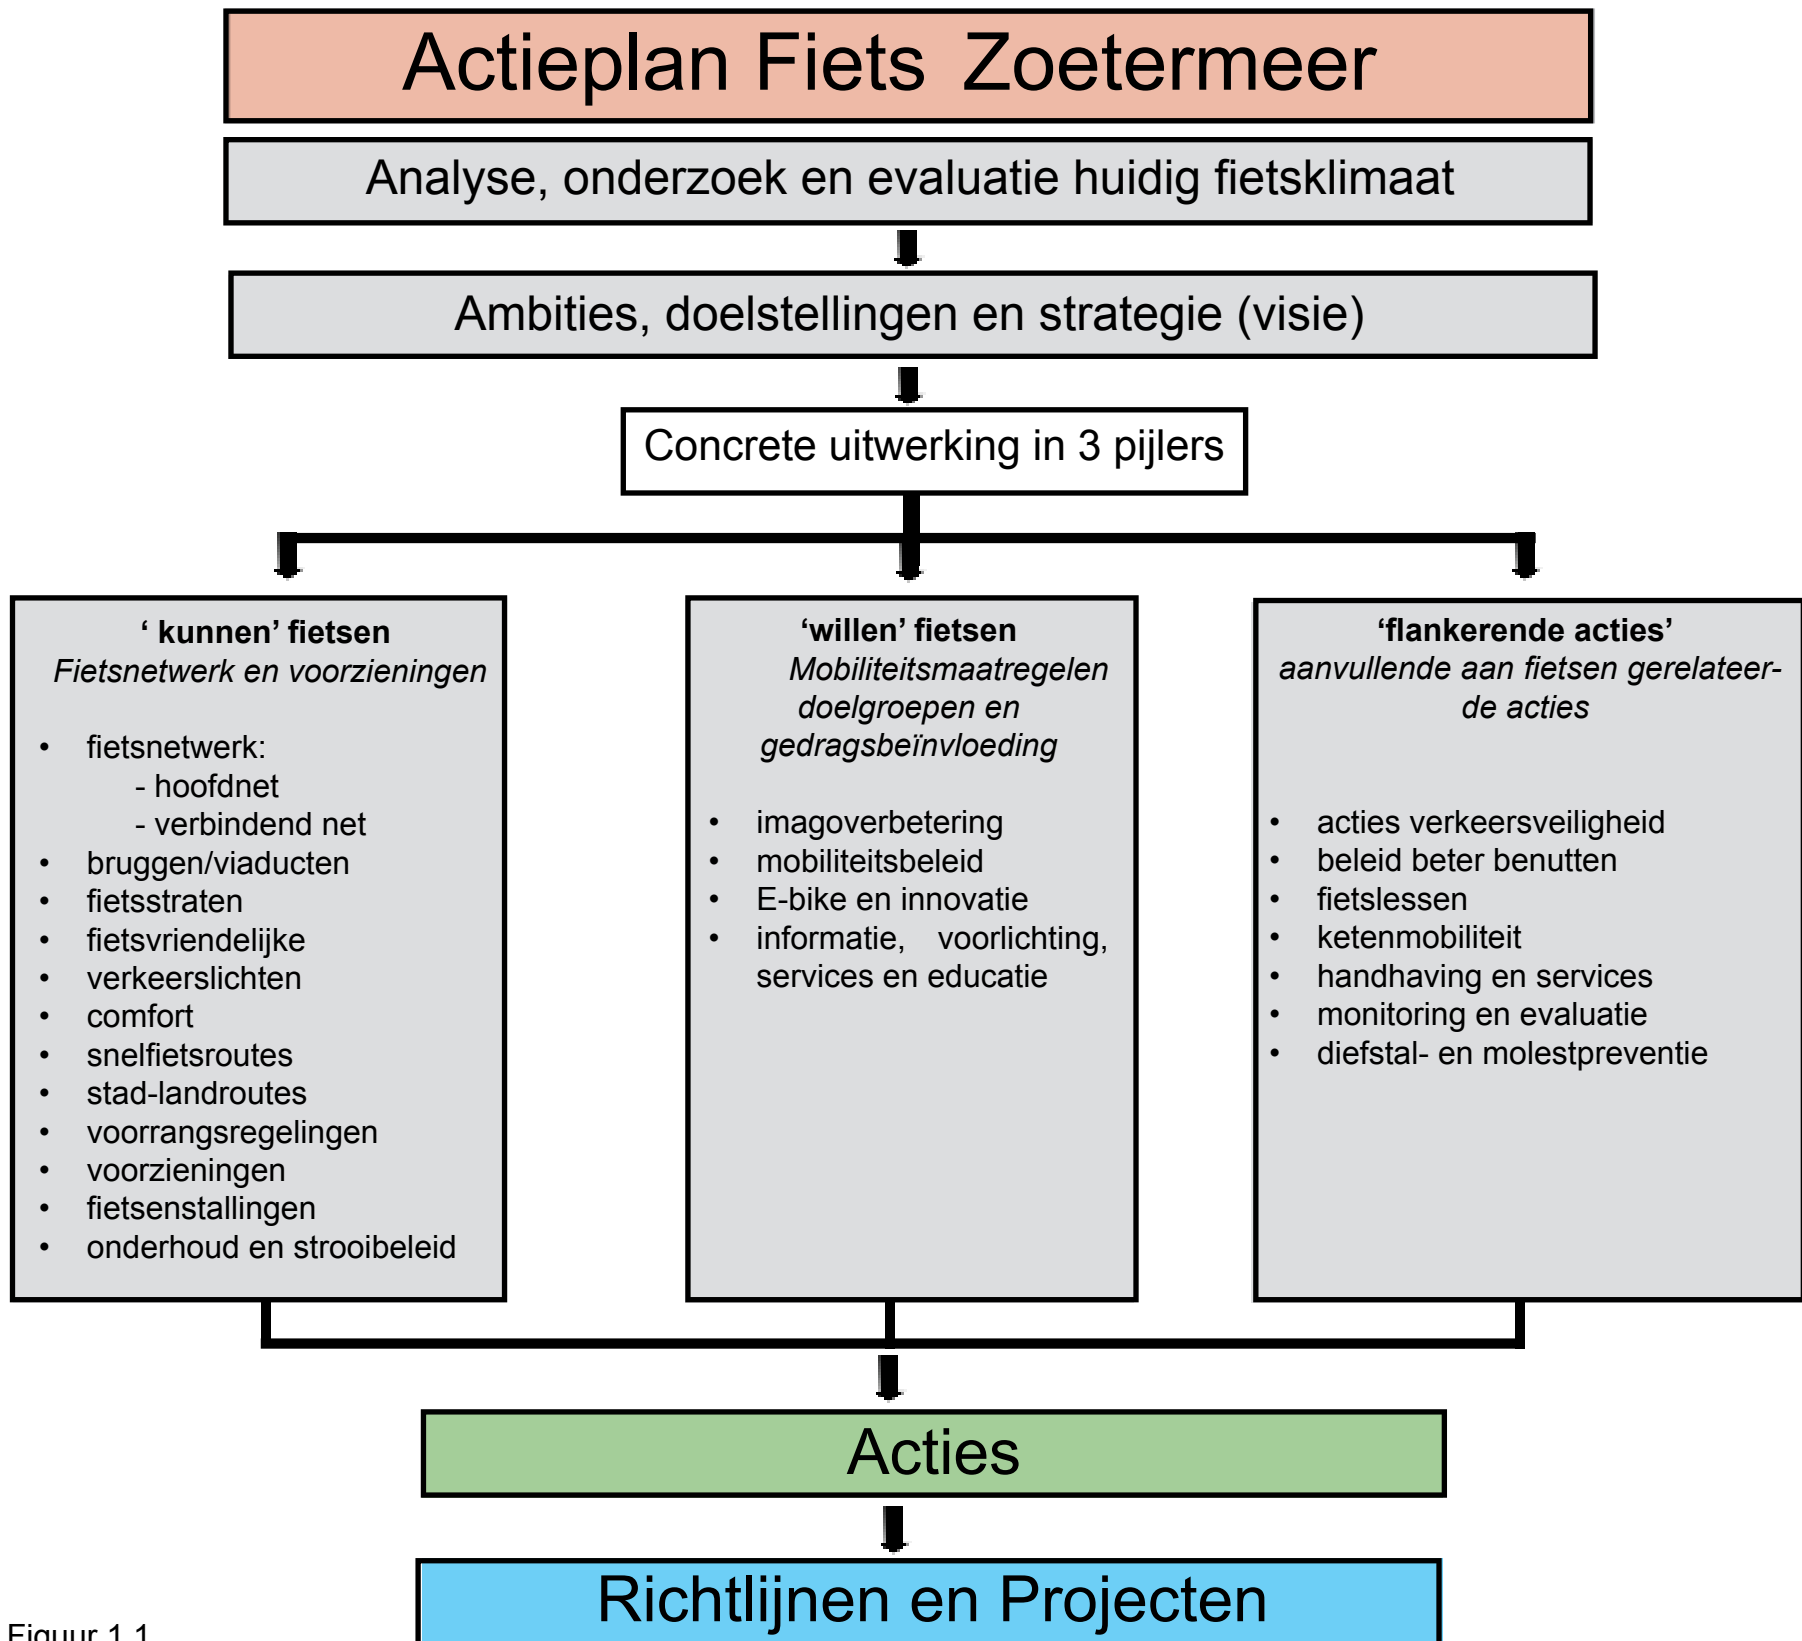 Actieplan Fiets Zoetermeer
Analyse, onderzoek en evaluatie huidig fietsklimaat
Ambities, doelstellingen en strategie (visie)
Concrete uitwerking in 3 pijlers
‘ kunnen’ fietsen
Fietsnetwerk en voorzieningen
• fietsnetwerk:
- hoofdnet
- verbindend net
• bruggen/viaducten
• fietsstraten
• fietsvriendelijke
• verkeerslichten
• comfort
• snelfietsroutes
• stad-landroutes
• voorrangsregelingen
• voorzieningen
• fietsenstallingen
• onderhoud en strooibeleid
‘willen’ fietsen
Mobiliteitsmaatregelen
doelgroepen en
gedragsbeïnvloeding
• imagoverbetering
• mobiliteitsbeleid
• E-bike en innovatie
• informatie, voorlichting,
services en educatie
‘flankerende acties’
aanvullende aan fietsen gerelateer-
de acties
• acties verkeersveiligheid
• beleid beter benutten
• fietslessen
• ketenmobiliteit
• handhaving en services
• monitoring en evaluatie
• diefstal- en molestpreventie
Acties
Richtlijnen en Projecten
Figuur 1.1